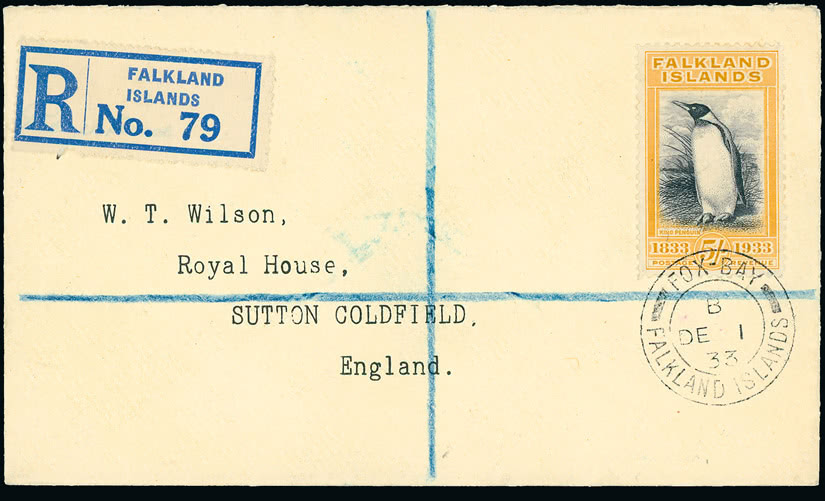 R
FALKLAND
ISLANDS
No. 79
FALKLAND
ISLANDS
KING PENGUIN
1833 5/- 1933
POSTAGE REVENUE
W. T. Wilson,
Royal House,
SUTTON COLDFIELD,
England.
FOX-BAY
B
DE 1
33
FALKLAND ISLANDS